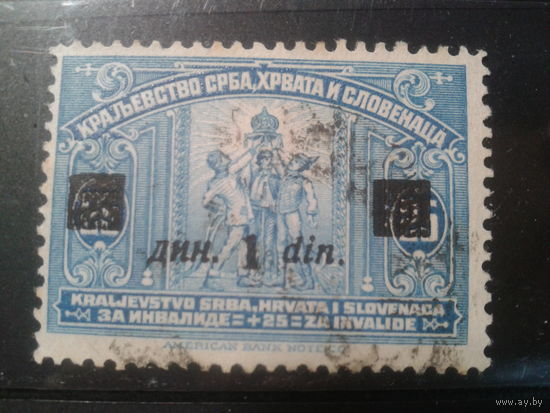 КРАЉЕВСТВО СРБА, ХРВАТА И СЛОВЕНАЦА
дин. 1 din.
KRALJEVSTVO SRBA, HRVATA I SLOVENACA
ЗА ИНВАЛИДЕ=+25=ZA INVALIDE
AMERICAN BANK NOTE
www.ay.by